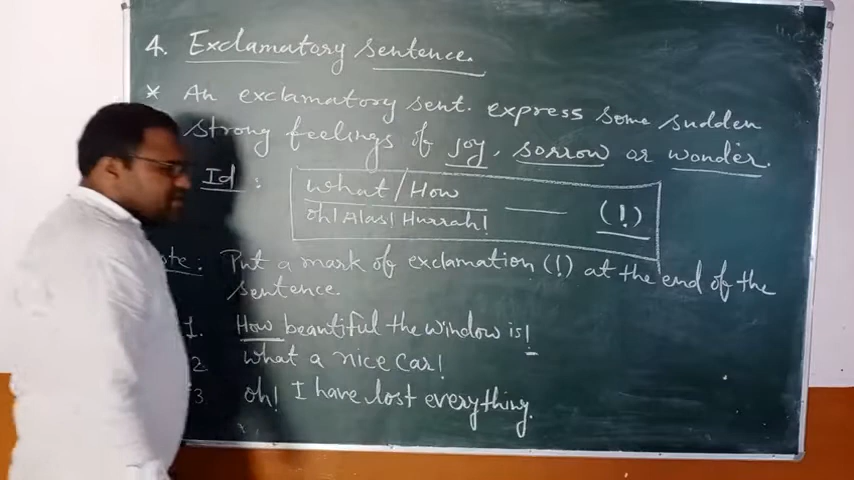 4. Exclamatory sentence.
* An exclamatory sent. express some sudden
strong feelings of joy, sorrow or wonder.
Id :
what/How
oh! Alas! Hurrah! —— (!)
Note: Put a mark of exclamation (!) at the end of the
sentence
1. How beautiful the window is!
2. what a nice car!
3. oh! I have lost everything.